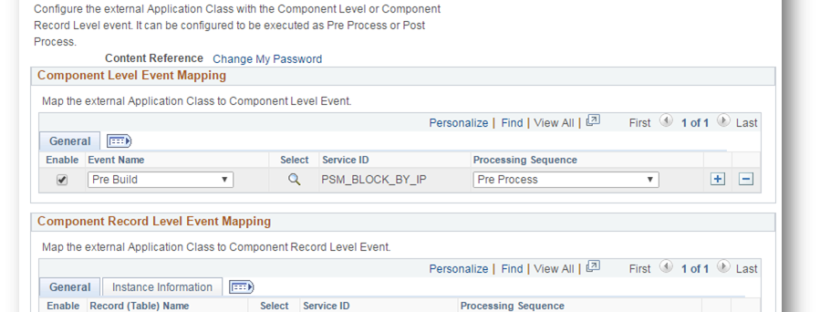 Configure the external Application Class with the Component Level or Component
Record Level event. It can be configured to be executed as Pre Process or Post
Process.
Content Reference Change My Password
Component Level Event Mapping
Map the external Application Class to Component Level Event.
Personalize | Find | View All | First 1 of 1 Last
General
Enable Event Name Select Service ID Processing Sequence
Pre Build PSM_BLOCK_BY_IP Pre Process
Component Record Level Event Mapping
Map the external Application Class to Component Record Level Event.
Personalize | Find | View All | First 1 of 1 Last
General Instance Information
Enable Record (Table) Name Select Service ID Processing Sequence